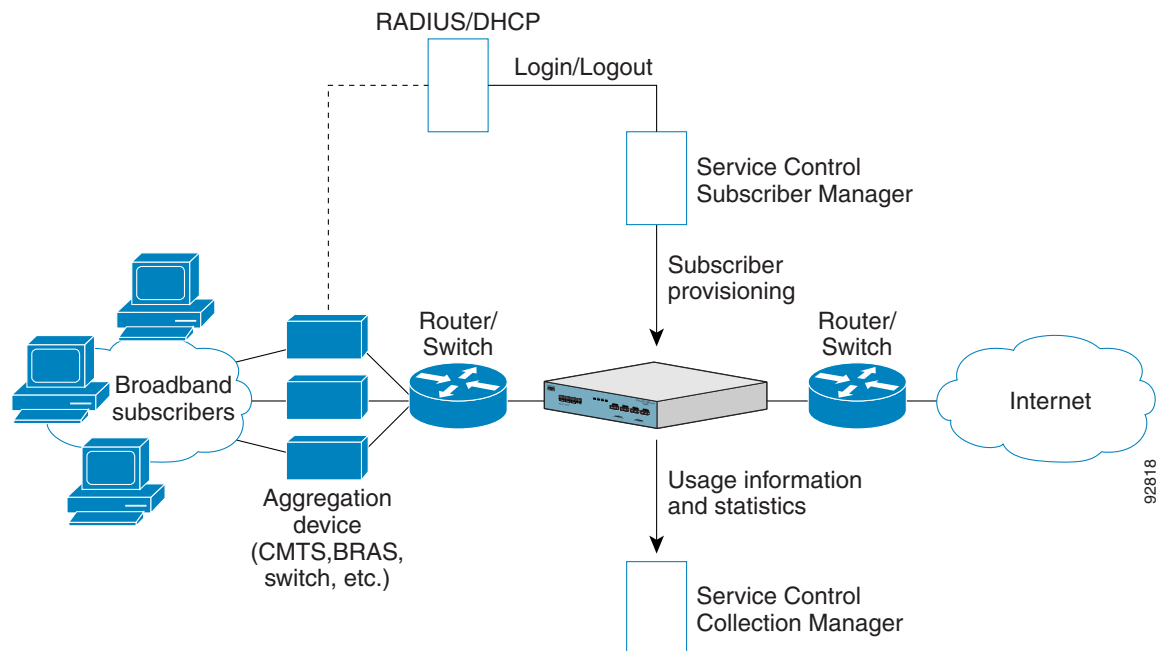 RADIUS/DHCP
Login/Logout
Service Control
Subscriber Manager
Subscriber
provisioning
Router/
Switch
Router/
Switch
Broadband
subscribers
Internet
Aggregation
device
(CMTS,BRAS,
switch, etc.)
Usage information
and statistics
Service Control
Collection Manager
92818